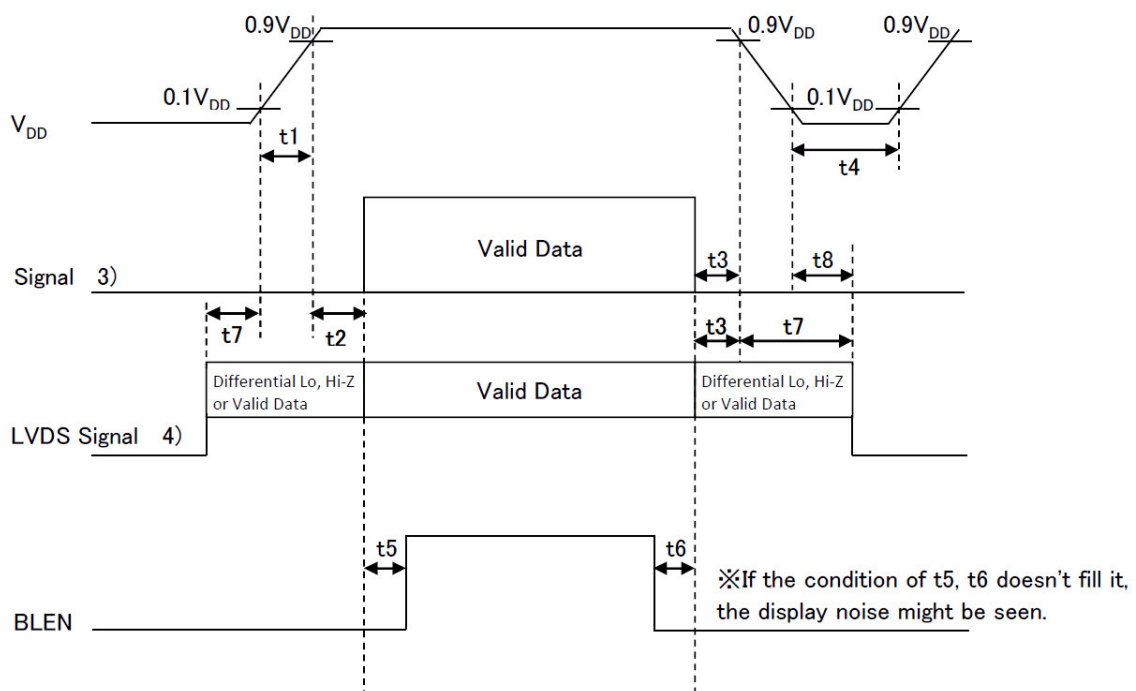 0.9VDD 0.9VDD 0.9VDD
0.1VDD 0.1VDD
VDD
t1
t4
Valid Data
t3 t8
Signal 3)
t7 t2 t3 t7
Differential Lo, Hi-Z
or Valid Data
Valid Data
Differential Lo, Hi-Z
or Valid Data
LVDS Signal 4)
t5 t6
※If the condition of t5, t6 doesn't fill it,
the display noise might be seen.
BLEN